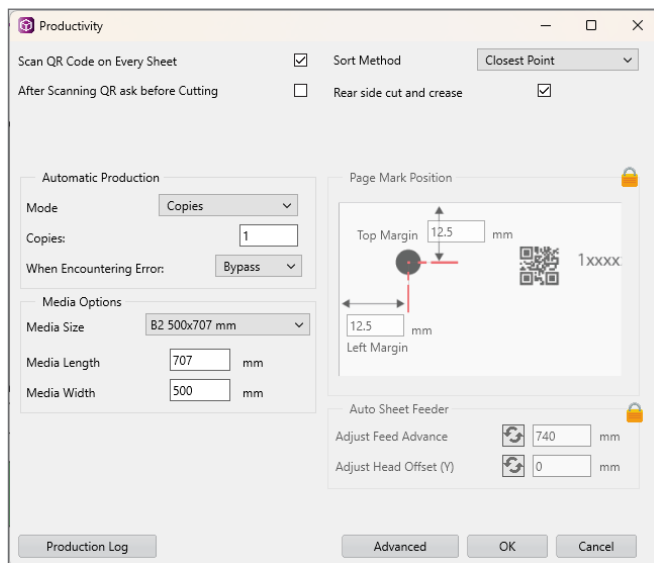 Productivity
Scan QR Code on Every Sheet
Sort Method
Closest Point
After Scanning QR ask before Cutting
Rear side cut and crease
Automatic Production
Mode
Copies
Copies:
1
When Encountering Error:
Bypass
Media Options
Media Size
B2 500x707 mm
Media Length
707
mm
Media Width
500
mm
Page Mark Position
Top Margin
12.5
mm
1xxxx
12.5
mm
Left Margin
Auto Sheet Feeder
Adjust Feed Advance
740
mm
Adjust Head Offset (Y)
0
mm
Production Log
Advanced
OK
Cancel